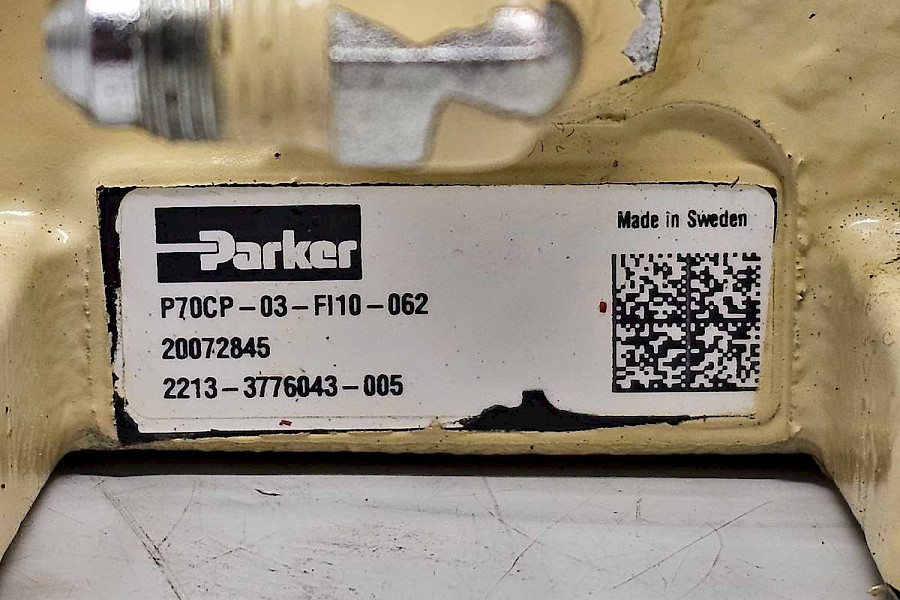 Parker
Made in Sweden
P70CP-03-FI10-062
20072845
2213-3776043-005